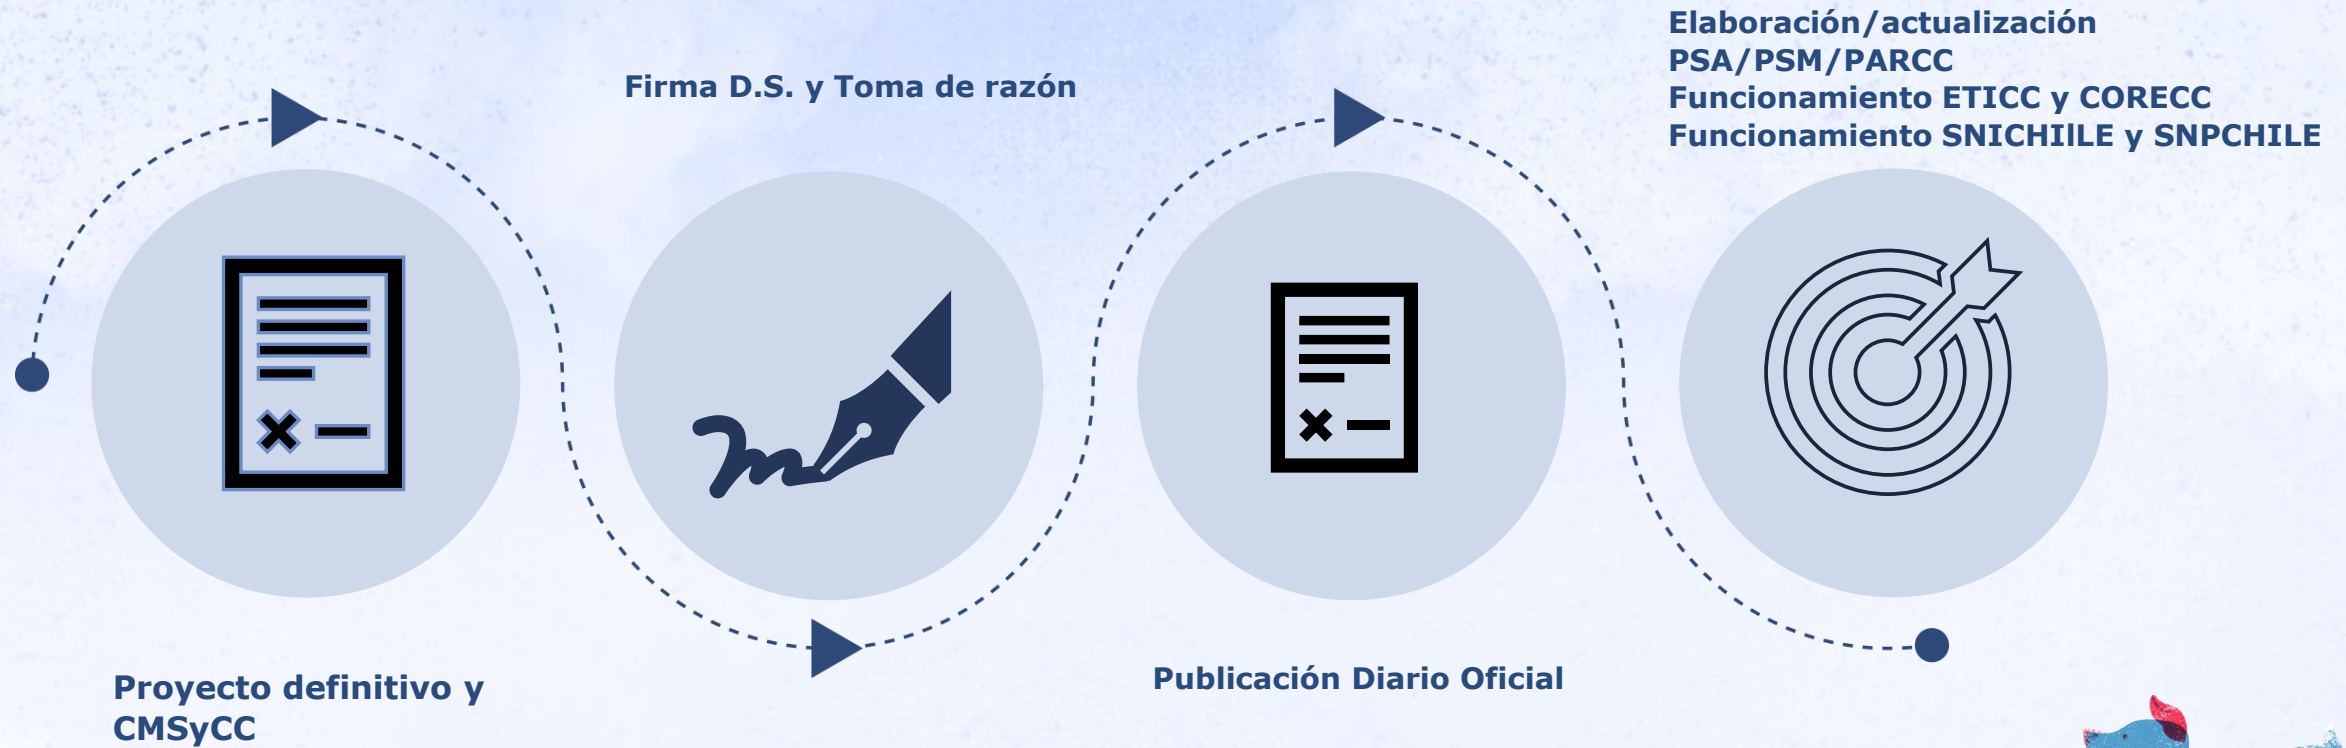 Proyecto definitivo y
CMSyCC
Firma D.S. y Toma de razón
Publicación Diario Oficial
Elaboración/actualización
PSA/PSM/PARCC
Funcionamiento ETICC y CORECC
Funcionamiento SNICHIlLE y SNPCHILE